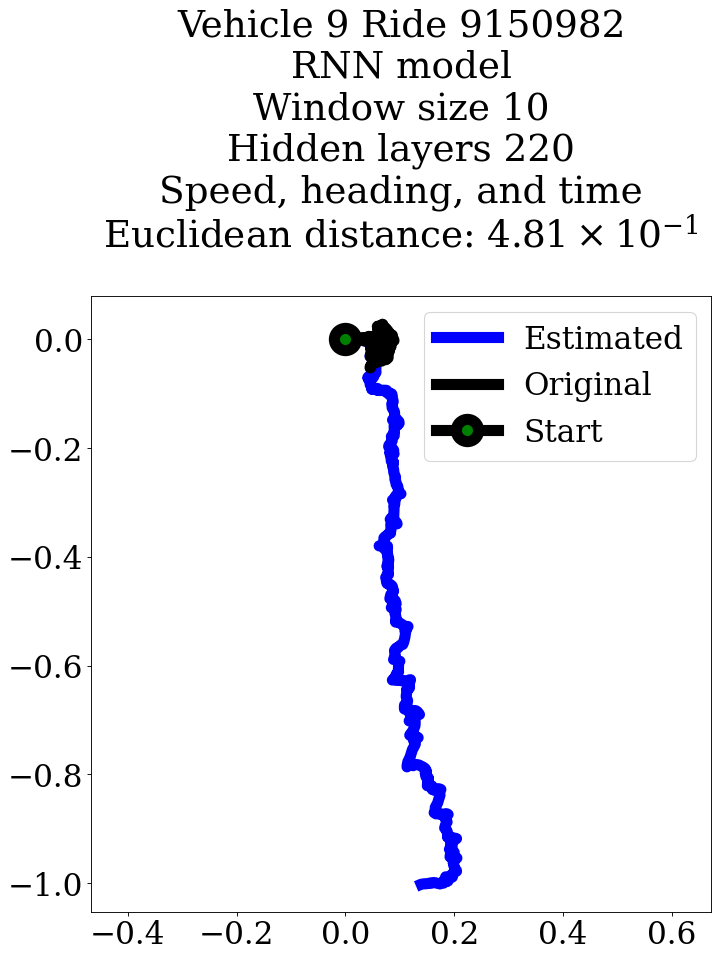 Vehicle 9 Ride 9150982
RNN model
Window size 10
Hidden layers 220
Speed, heading, and time
Euclidean distance: 4.81 × 10⁻¹
Estimated
Original
Start
0.0
−0.2
−0.4
−0.6
−0.8
−1.0
−0.4 −0.2 0.0 0.2 0.4 0.6